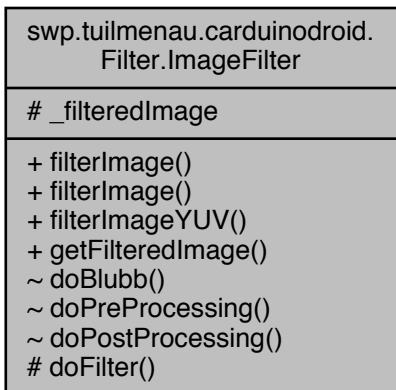 swp.tuilmenau.carduinodroid.
Filter.ImageFilter
# _filteredImage
+ filterImage()
+ filterImage()
+ filterImageYUV()
+ getFilteredImage()
~ doBlubb()
~ doPreProcessing()
~ doPostProcessing()
# doFilter()